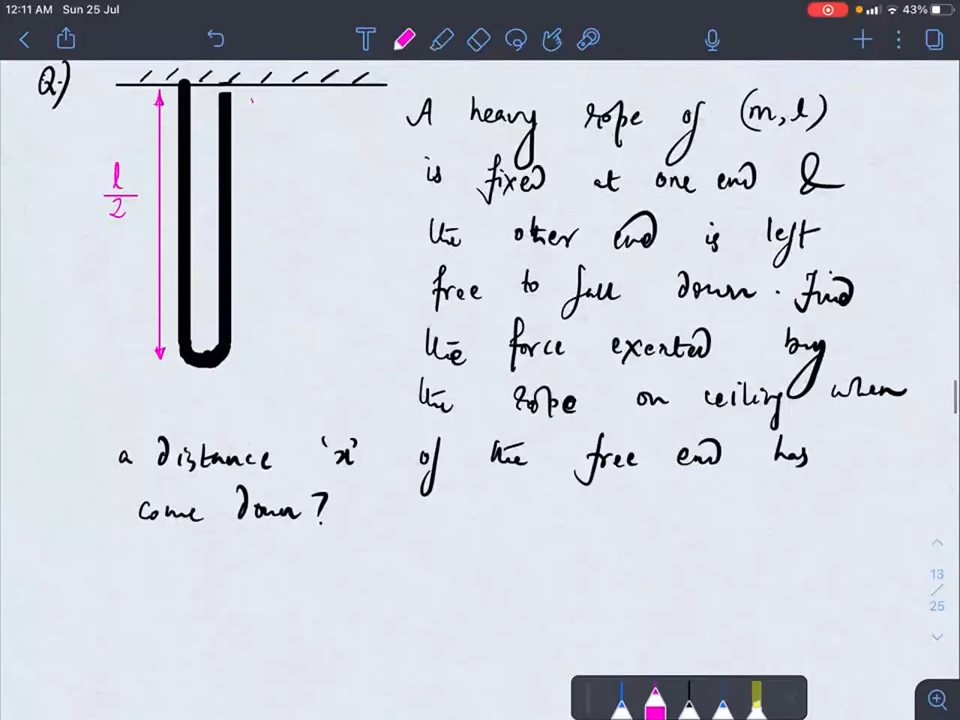 12:11 AM Sun 25 Jul
43%
T
Q.)
A heavy rope of (m, l)
is fixed at one end &
the other end is left
free to fall down. Find
the force exerted by
the rope on ceiling when
a distance 'x' of the free end has
come down?
l
2
13
/
25